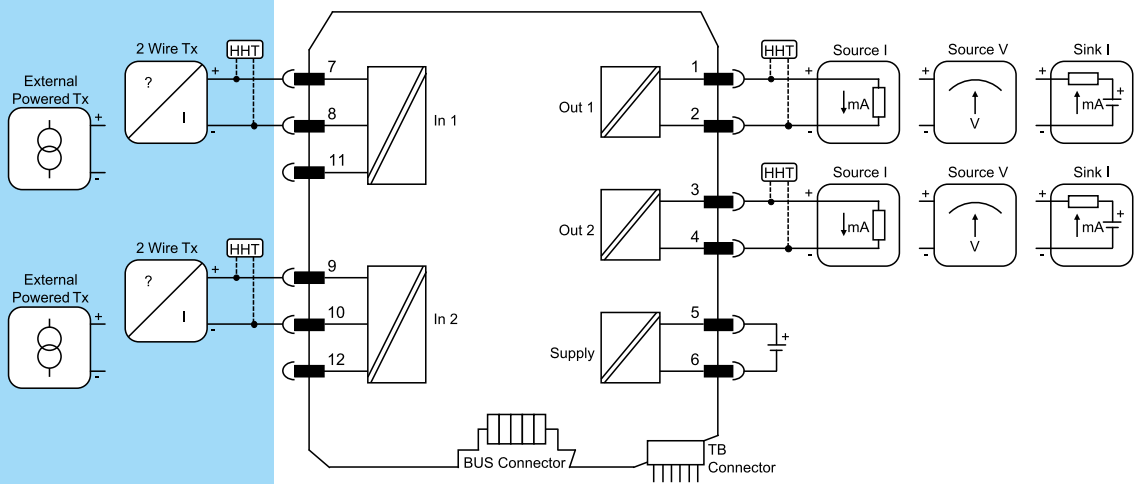 2 Wire Tx
HHT
External
Powered Tx
?
I
+
-
+
-
7
8
11
In 1
2 Wire Tx
HHT
External
Powered Tx
?
I
+
-
+
-
9
10
12
In 2
Out 1
1
2
HHT
+
-
Source I
mA
Source V
+
-
V
Sink I
+
-
mA
+
Out 2
3
4
HHT
+
-
Source I
mA
Source V
+
-
V
Sink I
+
-
mA
+
Supply
5
6
+
BUS Connector
TB
Connector